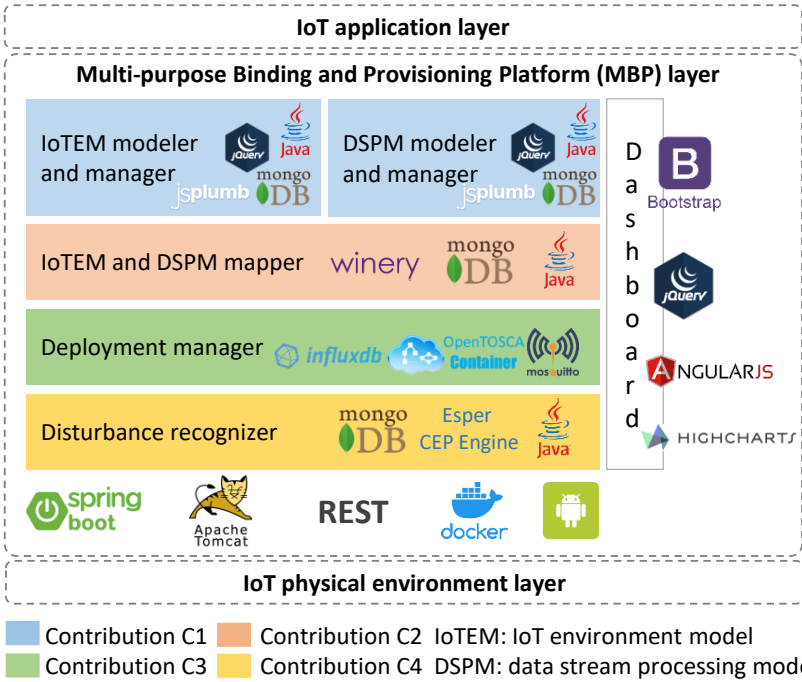 IoT application layer
Multi-purpose Binding and Provisioning Platform (MBP) layer
IoTEM modeler
and manager
jQuery
Java
jsplumb
mongo
DB
DSPM modeler
and manager
jQuery
Java
jsplumb
mongo
DB
Dashboard
B
Bootstrap
jQuery
ANGULARJS
HIGHCHARTS
IoTEM and DSPM mapper
winery
mongo
DB
Java
Deployment manager
influxdb
OpenTOSCA
Container
mosquitto
Disturbance recognizer
mongo
DB
Esper
CEP Engine
Java
spring
boot
Apache
Tomcat
REST
docker
IoT physical environment layer
Contribution C1 Contribution C2 IoTEM: IoT environment model
Contribution C3 Contribution C4 DSPM: data stream processing mode